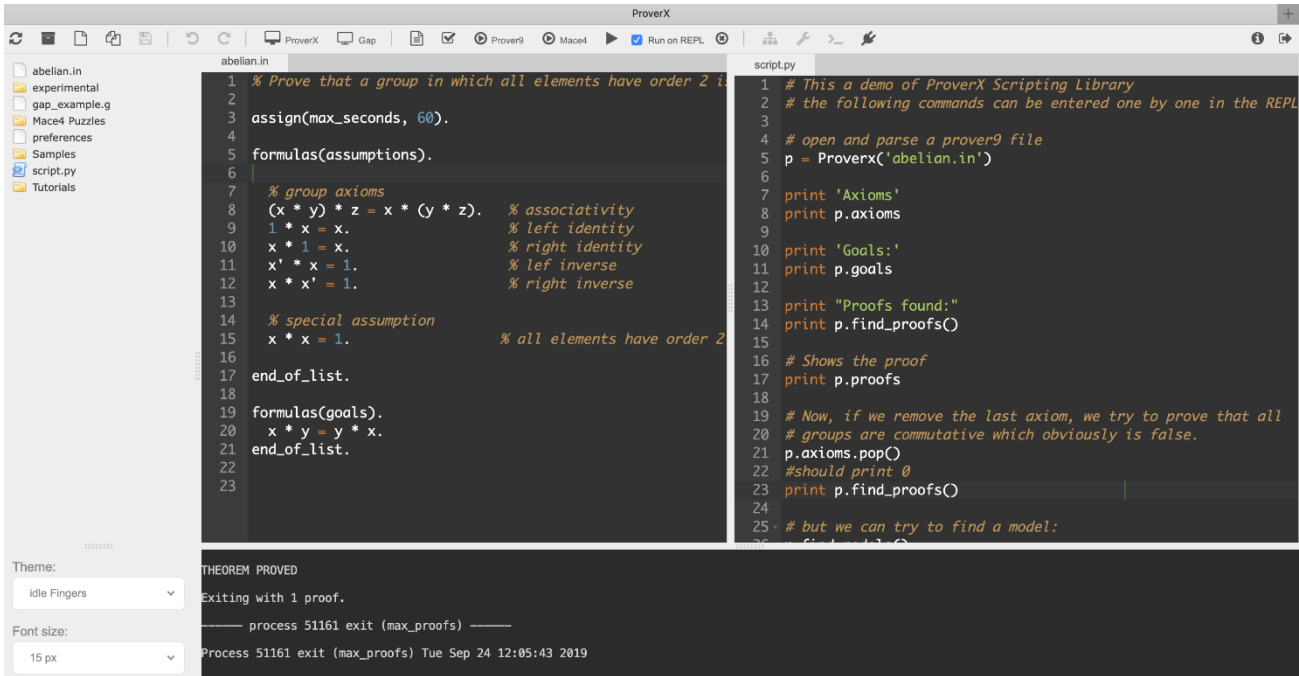 ProverX
ProverX Gap Prover9 Mace4 Run on REPL
abelian.in
experimental
gap_example.g
Mace4 Puzzles
preferences
Samples
script.py
Tutorials
abelian.in
1 % Prove that a group in which all elements have order 2 i
2
3 assign(max_seconds, 60).
4
5 formulas(assumptions).
6
7 % group axioms
8 (x * y) * z = x * (y * z). % associativity
9 1 * x = x. % left identity
10 x * 1 = x. % right identity
11 x' * x = 1. % lef inverse
12 x * x' = 1. % right inverse
13
14 % special assumption
15 x * x = 1. % all elements have order 2
16
17 end_of_list.
18
19 formulas(goals).
20 x * y = y * x.
21 end_of_list.
22
23
script.py
1 # This a demo of ProverX Scripting Library
2 # the following commands can be entered one by one in the REPL
3
4 # open and parse a prover9 file
5 p = Proverx('abelian.in')
6
7 print 'Axioms'
8 print p.axioms
9
10 print 'Goals:'
11 print p.goals
12
13 print "Proofs found:"
14 print p.find_proofs()
15
16 # Shows the proof
17 print p.proofs
18
19 # Now, if we remove the last axiom, we try to prove that all
20 # groups are commutative which obviously is false.
21 p.axioms.pop()
22 #should print 0
23 print p.find_proofs()
24
25 # but we can try to find a model:
Theme:
idle Fingers
Font size:
15 px
THEOREM PROVED
Exiting with 1 proof.
------ process 51161 exit (max_proofs) ------
Process 51161 exit (max_proofs) Tue Sep 24 12:05:43 2019